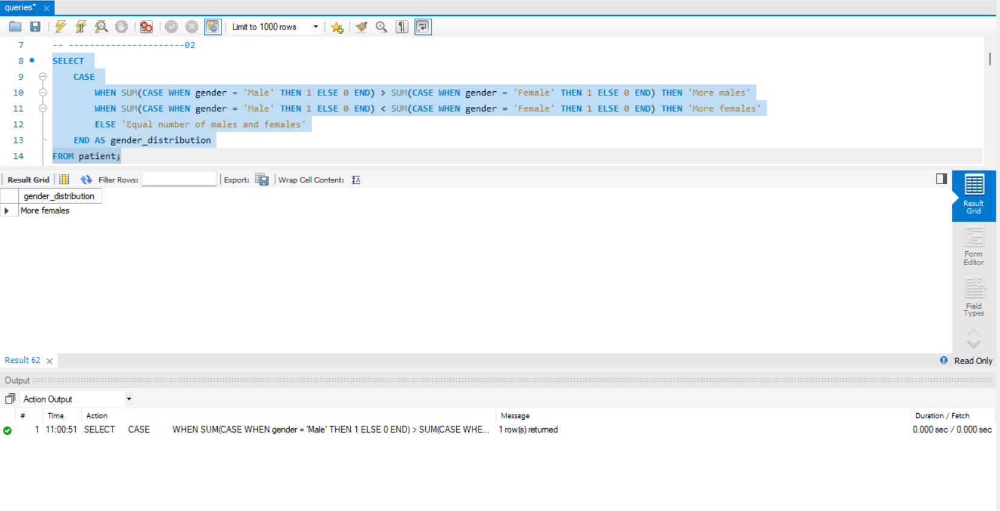 queries*
Limit to 1000 rows
7 -- ----------------------02
8 SELECT
9 CASE
10 WHEN SUM(CASE WHEN gender = 'Male' THEN 1 ELSE 0 END) > SUM(CASE WHEN gender = 'Female' THEN 1 ELSE 0 END) THEN 'More males'
11 WHEN SUM(CASE WHEN gender = 'Male' THEN 1 ELSE 0 END) < SUM(CASE WHEN gender = 'Female' THEN 1 ELSE 0 END) THEN 'More females'
12 ELSE 'Equal number of males and females'
13 END AS gender_distribution
14 FROM patient;
Result Grid Filter Rows: Export: Wrap Cell Content:
gender_distribution
More females
Result
Grid
Form
Editor
Field
Types
Result 62
Read Only
Output
Action Output
# Time Action Message Duration / Fetch
1 11:00:51 SELECT CASE WHEN SUM(CASE WHEN gender = 'Male' THEN 1 ELSE 0 END) > SUM(CASE WHE... 1 row(s) returned 0.000 sec / 0.000 sec